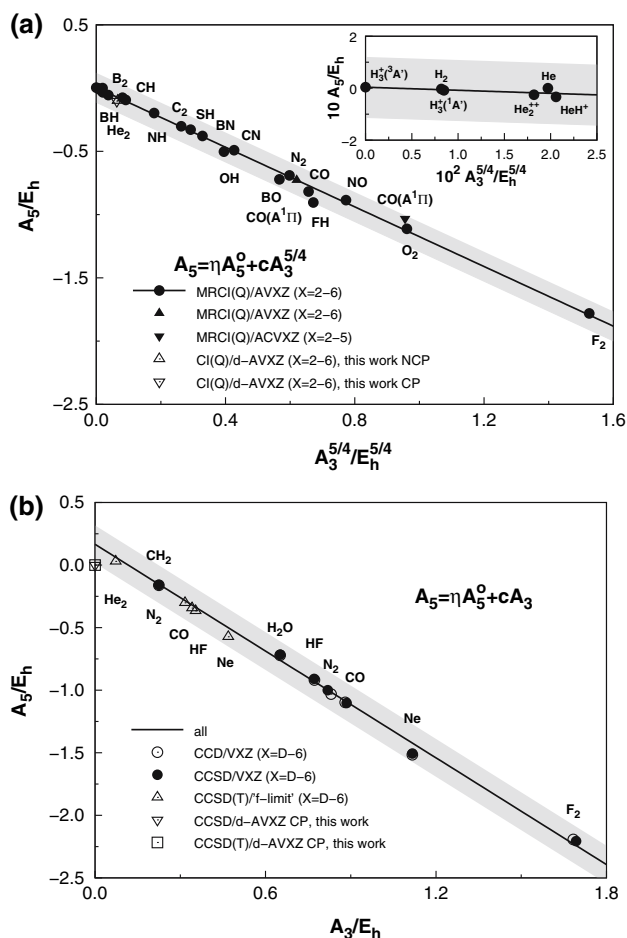 (a)
0.5
−0.5
−1.5
−2.5
A₅/Eₕ
0.0 0.4 0.8 1.2 1.6
A₃^5/4/Eₕ^5/4
B₂ CH
C₂ SH
BN
CN
N₂
CO
NO
CO(A¹Π)
BH
He₂
NH
OH
BO
CO(A¹Π)
FH
O₂
F₂
A₅=ηA₅°+cA₃^5/4
MRCI(Q)/AVXZ (X=2−6)
MRCI(Q)/AVXZ (X=2−6)
MRCI(Q)/ACVXZ (X=2−5)
CI(Q)/d−AVXZ (X=2−6), this work NCP
CI(Q)/d−AVXZ (X=2−6), this work CP
2
0
−2
10 A₅/Eₕ
H₃⁺(³A') H₂ He
H₃⁺(¹A') He₂⁺⁺ HeH⁺
0.0 0.5 1.0 1.5 2.0 2.5
10² A₃^5/4/Eₕ^5/4
(b)
0.5
0.0
−0.5
−1.0
−1.5
−2.0
−2.5
A₅/Eₕ
CH₂
He₂
N₂
CO
HF
Ne
H₂O
HF
N₂
CO
Ne
F₂
A₅=ηA₅°+cA₃
all
CCD/VXZ (X=D−6)
CCSD/VXZ (X=D−6)
CCSD(T)/'f−limit' (X=D−6)
CCSD/d−AVXZ CP, this work
CCSD(T)/d−AVXZ CP, this work
0.0 0.6 1.2 1.8
A₃/Eₕ